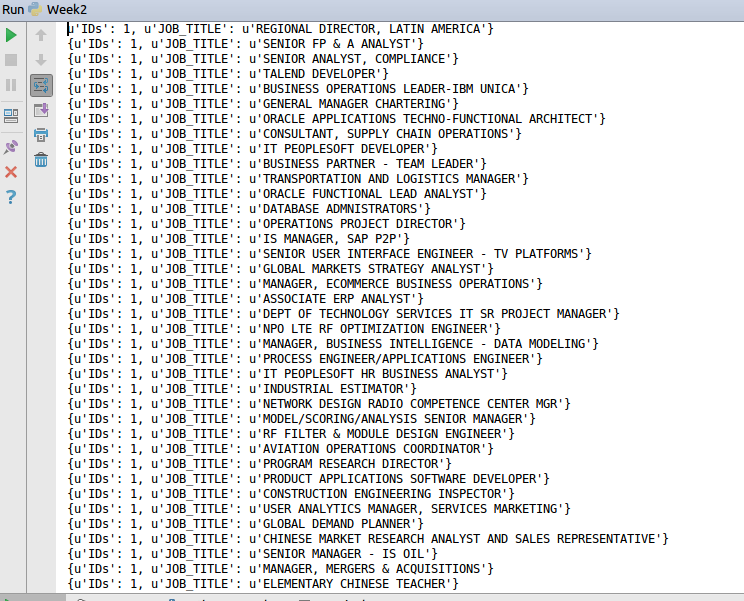 Run Week2
u'IDs': 1, u'JOB_TITLE': u'REGIONAL DIRECTOR, LATIN AMERICA'}
{u'IDs': 1, u'JOB_TITLE': u'SENIOR FP & A ANALYST'}
{u'IDs': 1, u'JOB_TITLE': u'SENIOR ANALYST, COMPLIANCE'}
{u'IDs': 1, u'JOB_TITLE': u'TALEND DEVELOPER'}
{u'IDs': 1, u'JOB_TITLE': u'BUSINESS OPERATIONS LEADER-IBM UNICA'}
{u'IDs': 1, u'JOB_TITLE': u'GENERAL MANAGER CHARTERING'}
{u'IDs': 1, u'JOB_TITLE': u'ORACLE APPLICATIONS TECHNO-FUNCTIONAL ARCHITECT'}
{u'IDs': 1, u'JOB_TITLE': u'CONSULTANT, SUPPLY CHAIN OPERATIONS'}
{u'IDs': 1, u'JOB_TITLE': u'IT PEOPLESOFT DEVELOPER'}
{u'IDs': 1, u'JOB_TITLE': u'BUSINESS PARTNER - TEAM LEADER'}
{u'IDs': 1, u'JOB_TITLE': u'TRANSPORTATION AND LOGISTICS MANAGER'}
{u'IDs': 1, u'JOB_TITLE': u'ORACLE FUNCTIONAL LEAD ANALYST'}
{u'IDs': 1, u'JOB_TITLE': u'DATABASE ADMNISTRATORS'}
{u'IDs': 1, u'JOB_TITLE': u'OPERATIONS PROJECT DIRECTOR'}
{u'IDs': 1, u'JOB_TITLE': u'IS MANAGER, SAP P2P'}
{u'IDs': 1, u'JOB_TITLE': u'SENIOR USER INTERFACE ENGINEER - TV PLATFORMS'}
{u'IDs': 1, u'JOB_TITLE': u'GLOBAL MARKETS STRATEGY ANALYST'}
{u'IDs': 1, u'JOB_TITLE': u'MANAGER, ECOMMERCE BUSINESS OPERATIONS'}
{u'IDs': 1, u'JOB_TITLE': u'ASSOCIATE ERP ANALYST'}
{u'IDs': 1, u'JOB_TITLE': u'DEPT OF TECHNOLOGY SERVICES IT SR PROJECT MANAGER'}
{u'IDs': 1, u'JOB_TITLE': u'NPO LTE RF OPTIMIZATION ENGINEER'}
{u'IDs': 1, u'JOB_TITLE': u'MANAGER, BUSINESS INTELLIGENCE - DATA MODELING'}
{u'IDs': 1, u'JOB_TITLE': u'PROCESS ENGINEER/APPLICATIONS ENGINEER'}
{u'IDs': 1, u'JOB_TITLE': u'IT PEOPLESOFT HR BUSINESS ANALYST'}
{u'IDs': 1, u'JOB_TITLE': u'INDUSTRIAL ESTIMATOR'}
{u'IDs': 1, u'JOB_TITLE': u'NETWORK DESIGN RADIO COMPETENCE CENTER MGR'}
{u'IDs': 1, u'JOB_TITLE': u'MODEL/SCORING/ANALYSIS SENIOR MANAGER'}
{u'IDs': 1, u'JOB_TITLE': u'RF FILTER & MODULE DESIGN ENGINEER'}
{u'IDs': 1, u'JOB_TITLE': u'AVIATION OPERATIONS COORDINATOR'}
{u'IDs': 1, u'JOB_TITLE': u'PROGRAM RESEARCH DIRECTOR'}
{u'IDs': 1, u'JOB_TITLE': u'PRODUCT APPLICATIONS SOFTWARE DEVELOPER'}
{u'IDs': 1, u'JOB_TITLE': u'CONSTRUCTION ENGINEERING INSPECTOR'}
{u'IDs': 1, u'JOB_TITLE': u'USER ANALYTICS MANAGER, SERVICES MARKETING'}
{u'IDs': 1, u'JOB_TITLE': u'GLOBAL DEMAND PLANNER'}
{u'IDs': 1, u'JOB_TITLE': u'CHINESE MARKET RESEARCH ANALYST AND SALES REPRESENTATIVE'}
{u'IDs': 1, u'JOB_TITLE': u'SENIOR MANAGER - IS OIL'}
{u'IDs': 1, u'JOB_TITLE': u'MANAGER, MERGERS & ACQUISITIONS'}
{u'IDs': 1, u'JOB_TITLE': u'ELEMENTARY CHINESE TEACHER'}